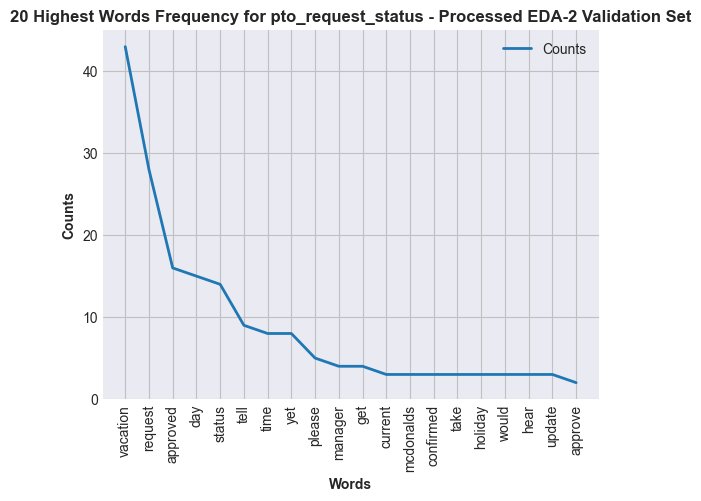 20 Highest Words Frequency for pto_request_status - Processed EDA-2 Validation Set
Counts
40
30
20
10
0
Counts
vacation
request
approved
day
status
tell
time
yet
please
manager
get
current
mcdonalds
confirmed
take
holiday
would
hear
update
approve
Words